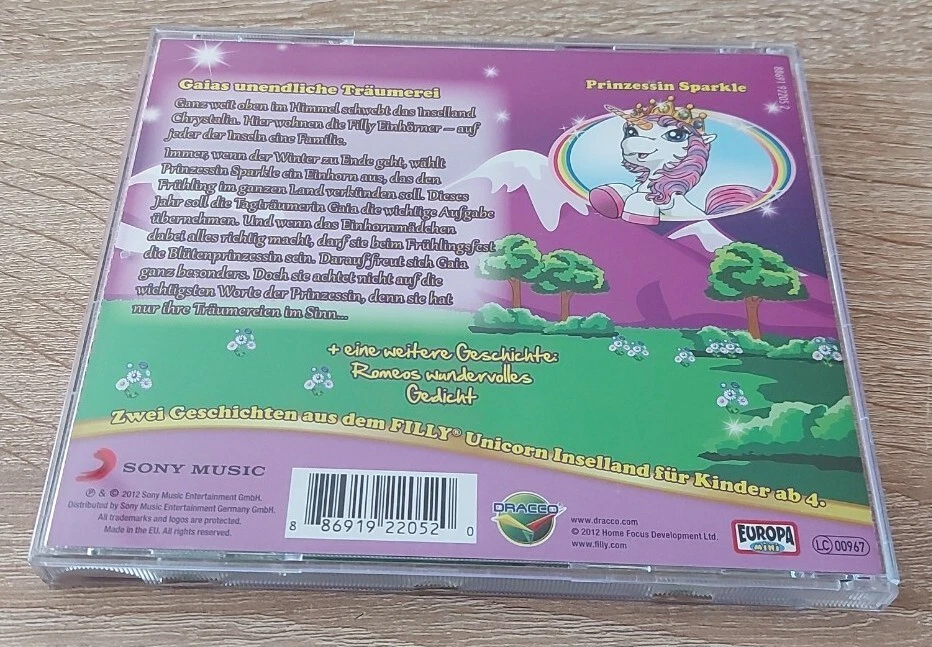 Gaias unendliche Träumerei
Ganz weit oben im Himmel schwebt das Inselland
Chrystalia. Hier wohnen die Filly Einhörner – auf
jeder der Inseln eine Familie.
Immer, wenn der Winter zu Ende geht, wählt
Prinzessin Sparkle ein Einhorn aus, das den
Frühling im ganzen Land verkünden soll. Dieses
Jahr soll die Tagträumerin Gaia die wichtige Aufgabe
übernehmen. Und wenn das Einhornmädchen
dabei alles richtig macht, darf sie beim Frühlingsfest
die Blütenprinzessin sein. Darauf freut sich Gaia
ganz besonders. Doch sie achtet nicht auf die
wichtigsten Worte der Prinzessin, denn sie hat
nur ihre Träumereien im Sinn...
Prinzessin Sparkle
88691 92205 2
+ eine weitere Geschichte:
Romeos wundervolles
Gedicht
Zwei Geschichten aus dem FILLY® Unicorn Inselland für Kinder ab 4.
SONY MUSIC
℗ & © 2012 Sony Music Entertainment GmbH.
Distributed by Sony Music Entertainment Germany GmbH.
All trademarks and logos are protected.
Made in the EU. All rights reserved.
8 86919 22052 0
DRACCO
www.dracco.com
© 2012 Home Focus Development Ltd.
www.filly.com
EUROPA
MINI
LC 00967